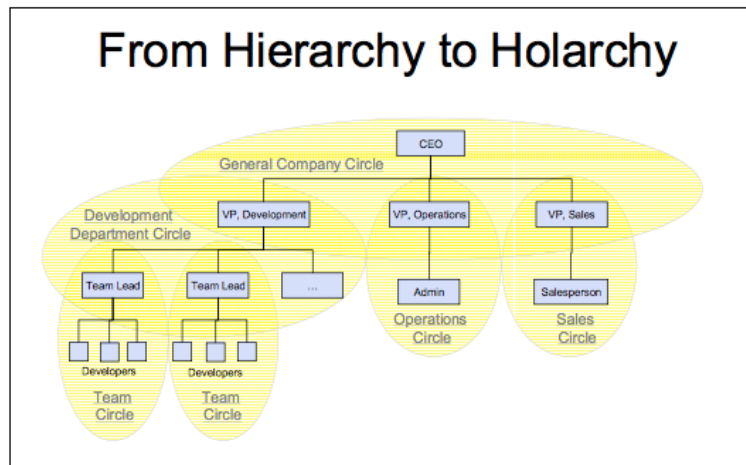 From Hierarchy to Holarchy
CEO
General Company Circle
Development
Department Circle
VP, Development
VP, Operations
VP, Sales
Team Lead
Team Lead
...
Admin
Salesperson
Operations
Circle
Sales
Circle
Developers
Developers
Team
Circle
Team
Circle